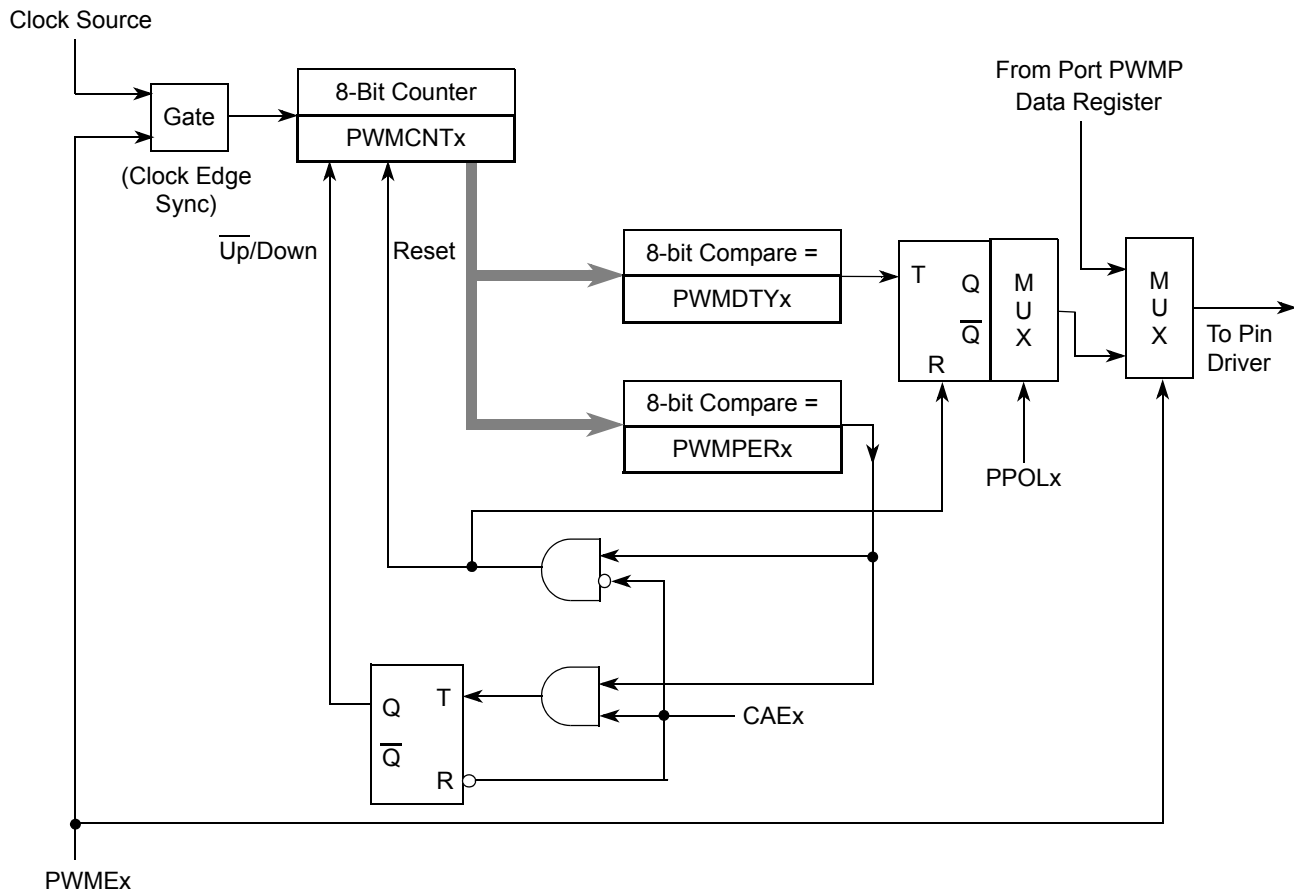 Clock Source
Gate
(Clock Edge
Sync)
8-Bit Counter
PWMCNTx
U̅p̅/Down
Reset
8-bit Compare =
PWMDTYx
8-bit Compare =
PWMPERx
T
Q
Q̅
R
M
U
X
PPOLx
From Port PWMP
Data Register
M
U
X
To Pin
Driver
Q
T
Q̅
R
CAEx
PWMEx